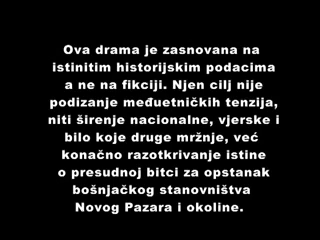 Ova drama je zasnovana na
istinitim historijskim podacima
a ne na fikciji. Njen cilj nije
podizanje međuetničkih tenzija,
niti širenje nacionalne, vjerske i
bilo koje druge mržnje, već
konačno razotkrivanje istine
o presudnoj bitci za opstanak
bošnjačkog stanovništva
Novog Pazara i okoline.